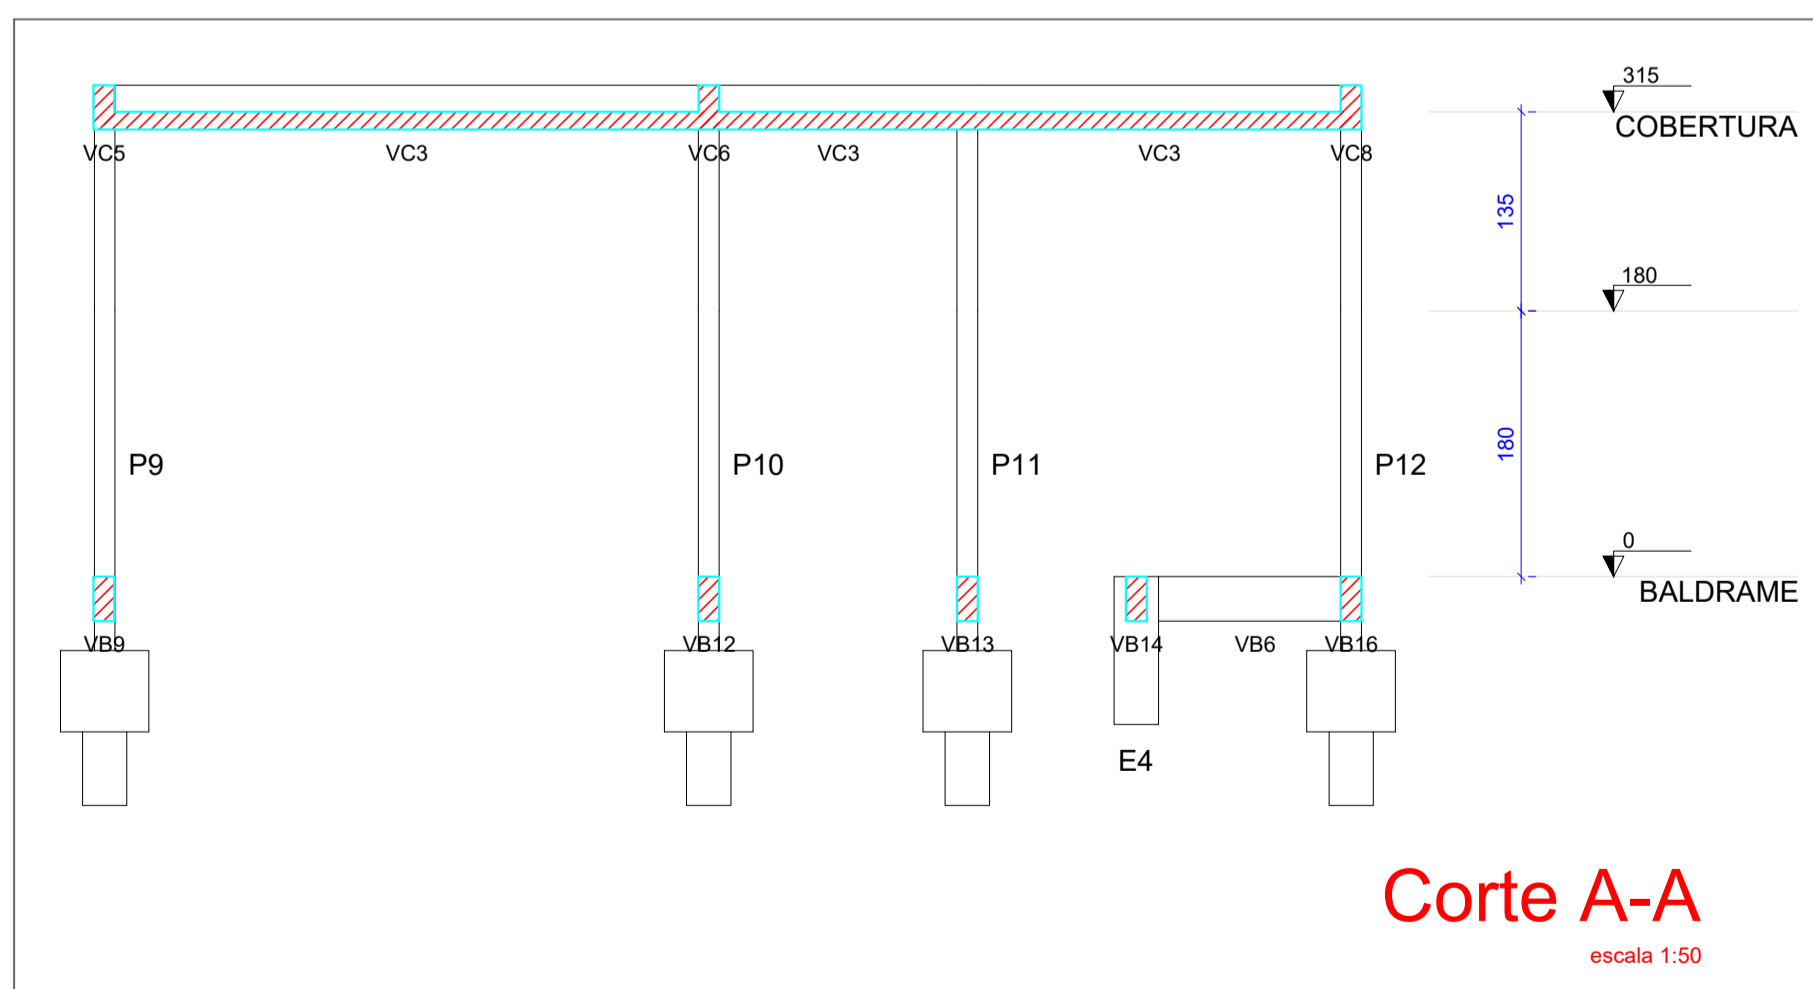 315
COBERTURA
VC5 VC3 VC6 VC3 VC3 VC8
135
180
P9 P10 P11 P12
180
0
BALDRAME
VB9 VB12 VB13 VB14 VB6 VB16
E4
Corte A-A
escala 1:50